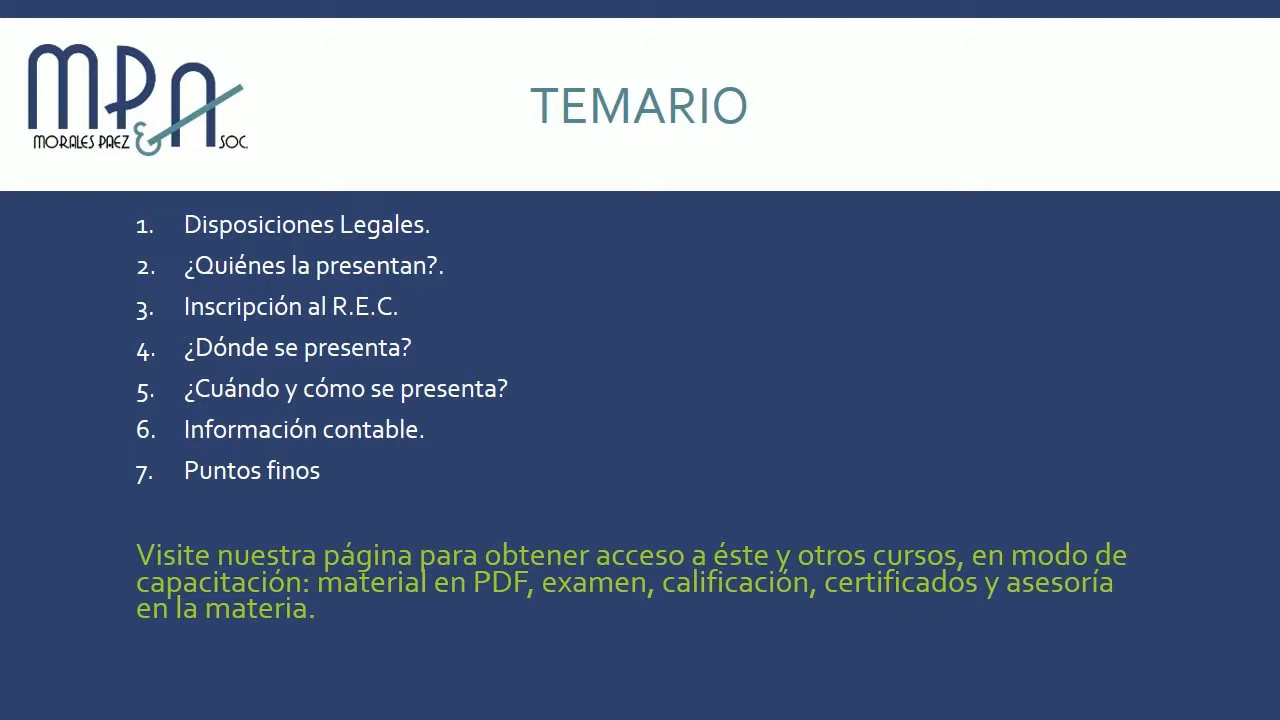 MP&A
MORALES PAEZ & SOC.
TEMARIO
1. Disposiciones Legales.
2. ¿Quiénes la presentan?.
3. Inscripción al R.E.C.
4. ¿Dónde se presenta?
5. ¿Cuándo y cómo se presenta?
6. Información contable.
7. Puntos finos
Visite nuestra página para obtener acceso a éste y otros cursos, en modo de
capacitación: material en PDF, examen, calificación, certificados y asesoría
en la materia.